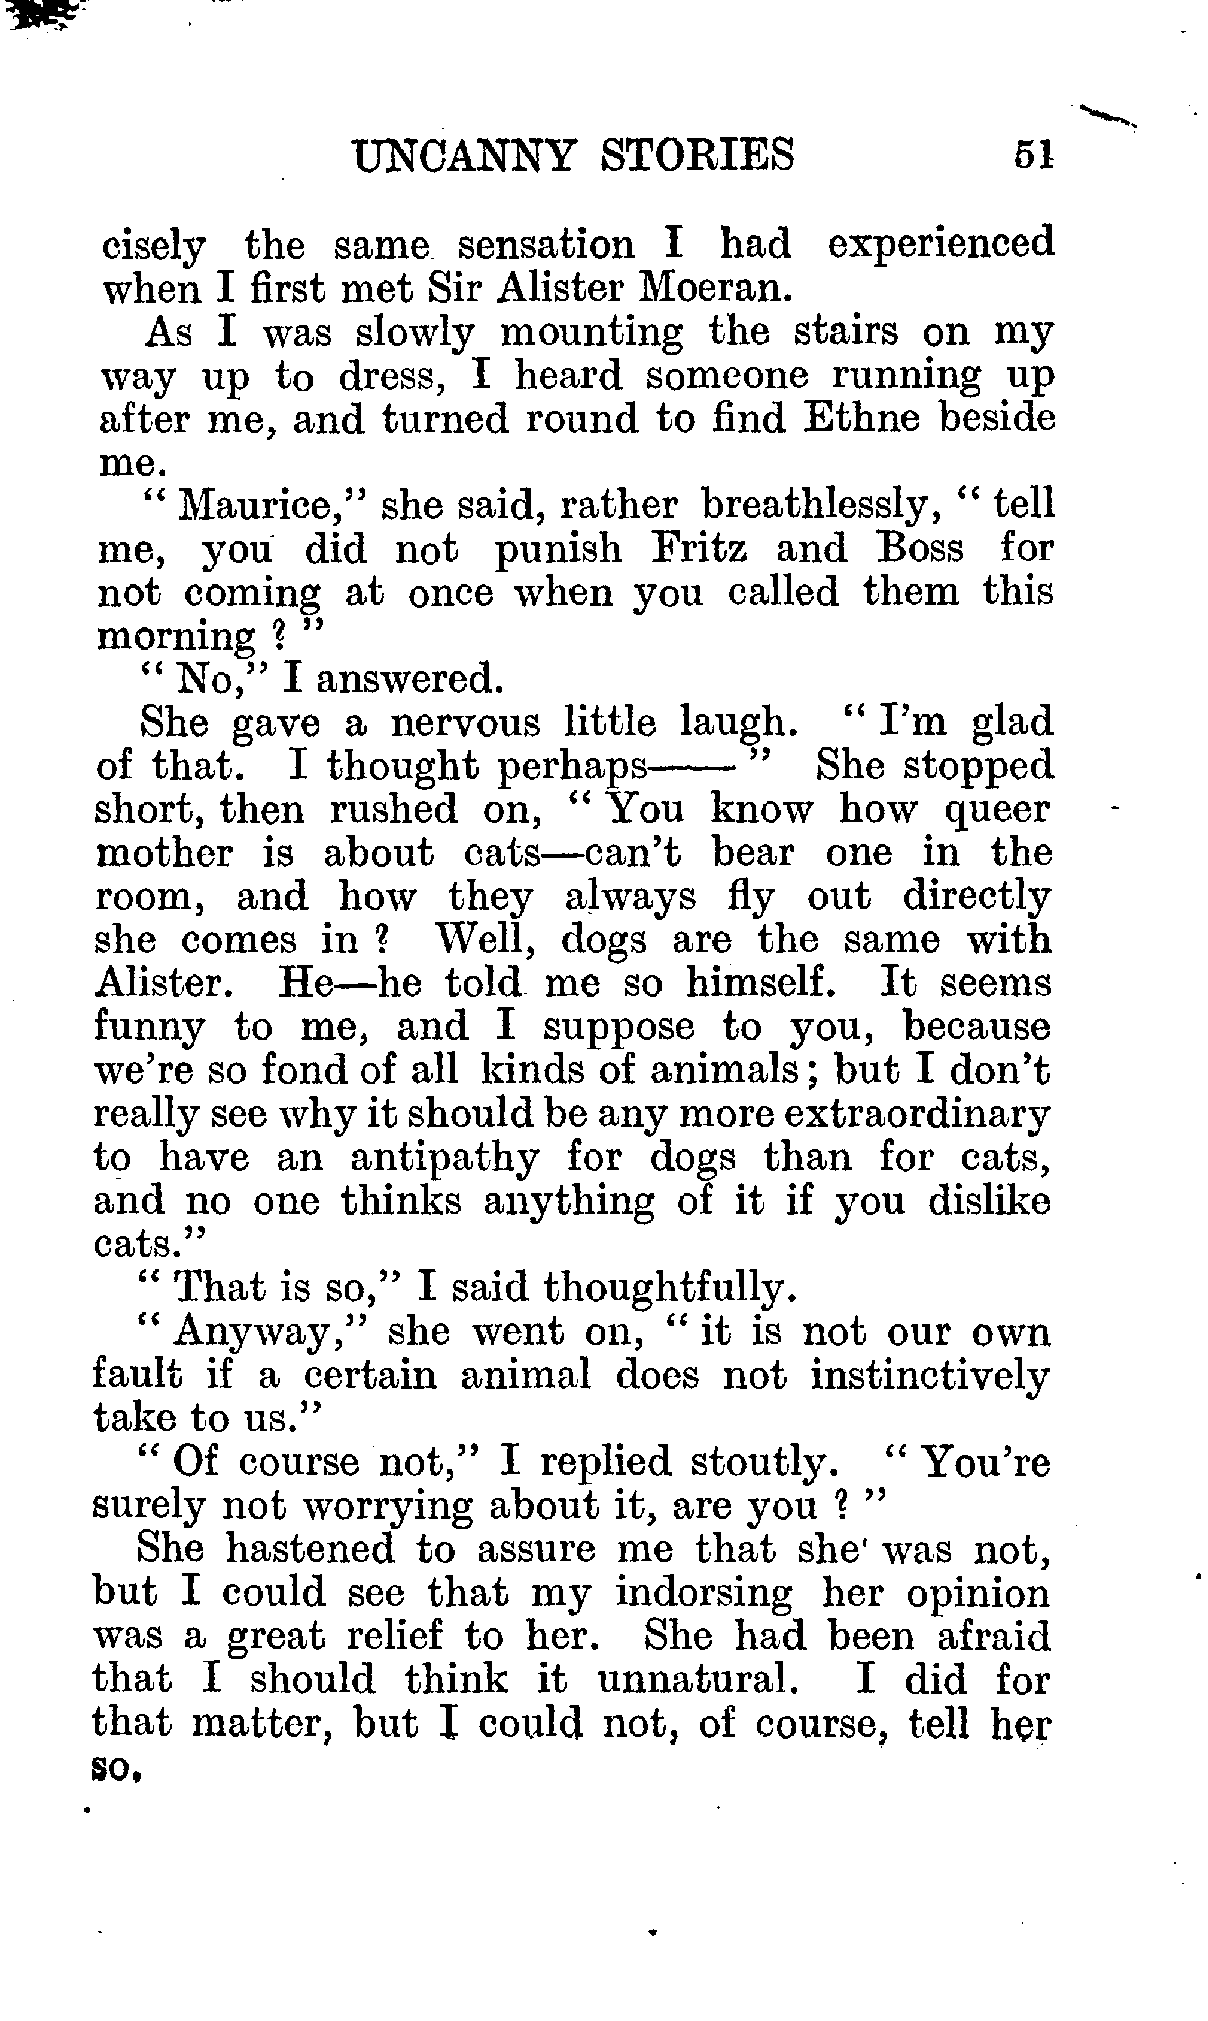 UNCANNY STORIES 51
cisely the same sensation I had experienced
when I first met Sir Alister Moeran.
As I was slowly mounting the stairs on my
way up to dress, I heard someone running up
after me, and turned round to find Ethne beside
me.
“ Maurice,” she said, rather breathlessly, “ tell
me, you did not punish Fritz and Boss for
not coming at once when you called them this
morning ? ”
“ No,” I answered.
She gave a nervous little laugh. “ I’m glad
of that. I thought perhaps—— ” She stopped
short, then rushed on, “ You know how queer
mother is about cats—can’t bear one in the
room, and how they always fly out directly
she comes in ? Well, dogs are the same with
Alister. He—he told me so himself. It seems
funny to me, and I suppose to you, because
we’re so fond of all kinds of animals ; but I don’t
really see why it should be any more extraordinary
to have an antipathy for dogs than for cats,
and no one thinks anything of it if you dislike
cats.”
“ That is so,” I said thoughtfully.
“ Anyway,” she went on, “ it is not our own
fault if a certain animal does not instinctively
take to us.”
“ Of course not,” I replied stoutly. “ You’re
surely not worrying about it, are you ? ”
She hastened to assure me that she was not,
but I could see that my indorsing her opinion
was a great relief to her. She had been afraid
that I should think it unnatural. I did for
that matter, but I could not, of course, tell her
so.